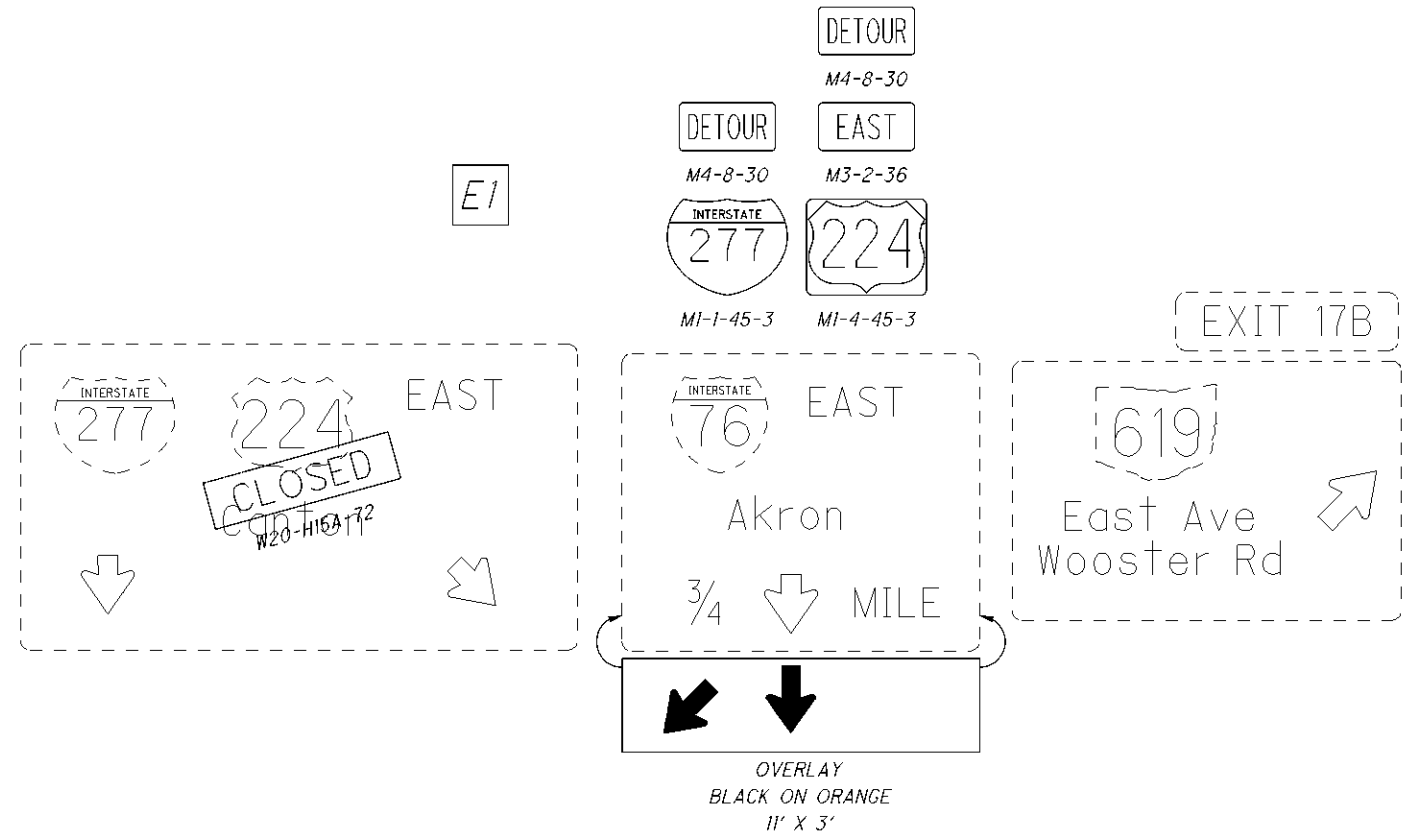 DETOUR
M4-8-30
DETOUR
M4-8-30
EAST
M3-2-36
E1
INTERSTATE
277
M1-1-45-3
224
M1-4-45-3
EXIT 17B
INTERSTATE
277
224
EAST
CLOSED
W20-H15A-72
Canton
INTERSTATE
76
EAST
Akron
3/4 MILE
619
East Ave
Wooster Rd
OVERLAY
BLACK ON ORANGE
11' X 3'